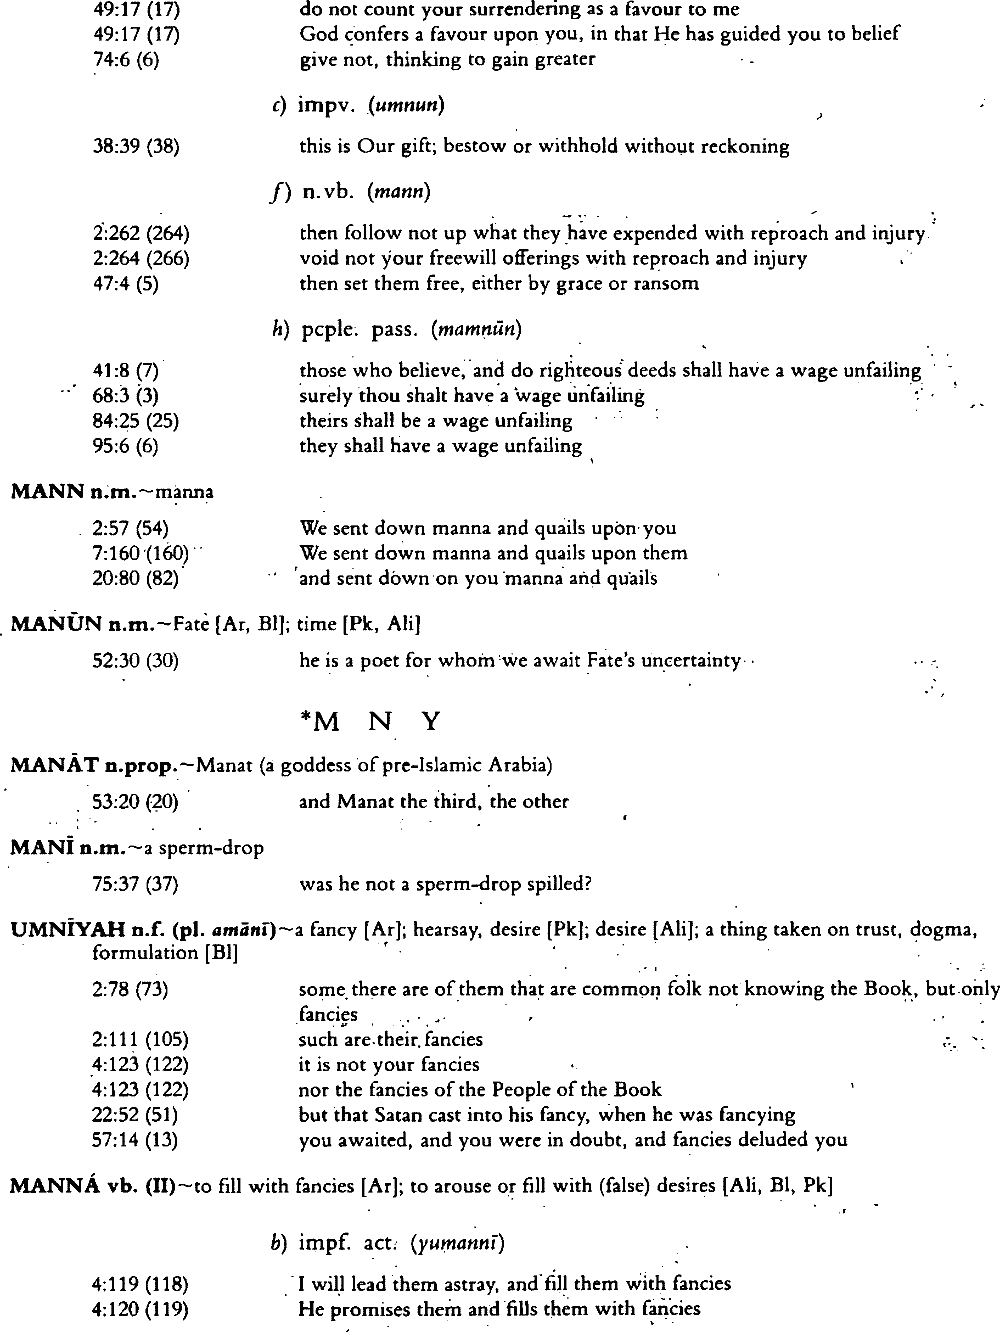 49:17 (17) do not count your surrendering as a favour to me
49:17 (17) God confers a favour upon you, in that He has guided you to belief
74:6 (6) give not, thinking to gain greater
c) impv. (umnun)
38:39 (38) this is Our gift; bestow or withhold without reckoning
f) n.vb. (mann)
2:262 (264) then follow not up what they have expended with reproach and injury
2:264 (266) void not your freewill offerings with reproach and injury
47:4 (5) then set them free, either by grace or ransom
h) pcple. pass. (mamnūn)
41:8 (7) those who believe, and do righteous deeds shall have a wage unfailing
68:3 (3) surely thou shalt have a wage unfailing
84:25 (25) theirs shall be a wage unfailing
95:6 (6) they shall have a wage unfailing
MANN n.m.~manna
2:57 (54) We sent down manna and quails upon you
7:160 (160) We sent down manna and quails upon them
20:80 (82) and sent down on you manna and quails
MANŪN n.m.~Fate [Ar, Bl]; time [Pk, Ali]
52:30 (30) he is a poet for whom we await Fate's uncertainty
*M N Y
MANĀT n.prop.~Manat (a goddess of pre-Islamic Arabia)
53:20 (20) and Manat the third, the other
MANĪ n.m.~a sperm-drop
75:37 (37) was he not a sperm-drop spilled?
UMNĪYAH n.f. (pl. amānī)~a fancy [Ar]; hearsay, desire [Pk]; desire [Ali]; a thing taken on trust, dogma,
formulation [Bl]
2:78 (73) some there are of them that are common folk not knowing the Book, but only
fancies
2:111 (105) such are their fancies
4:123 (122) it is not your fancies
4:123 (122) nor the fancies of the People of the Book
22:52 (51) but that Satan cast into his fancy, when he was fancying
57:14 (13) you awaited, and you were in doubt, and fancies deluded you
MANNÁ vb. (II)~to fill with fancies [Ar]; to arouse or fill with (false) desires [Ali, Bl, Pk]
b) impf. act. (yumannī)
4:119 (118) I will lead them astray, and fill them with fancies
4:120 (119) He promises them and fills them with fancies